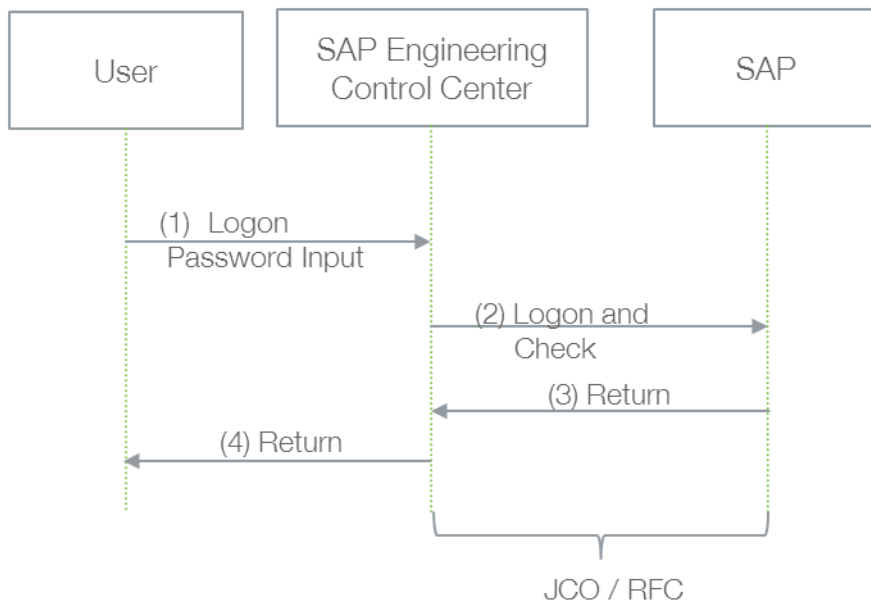 User
SAP Engineering
Control Center
SAP
(1) Logon
Password Input
(2) Logon and
Check
(3) Return
(4) Return
JCO / RFC